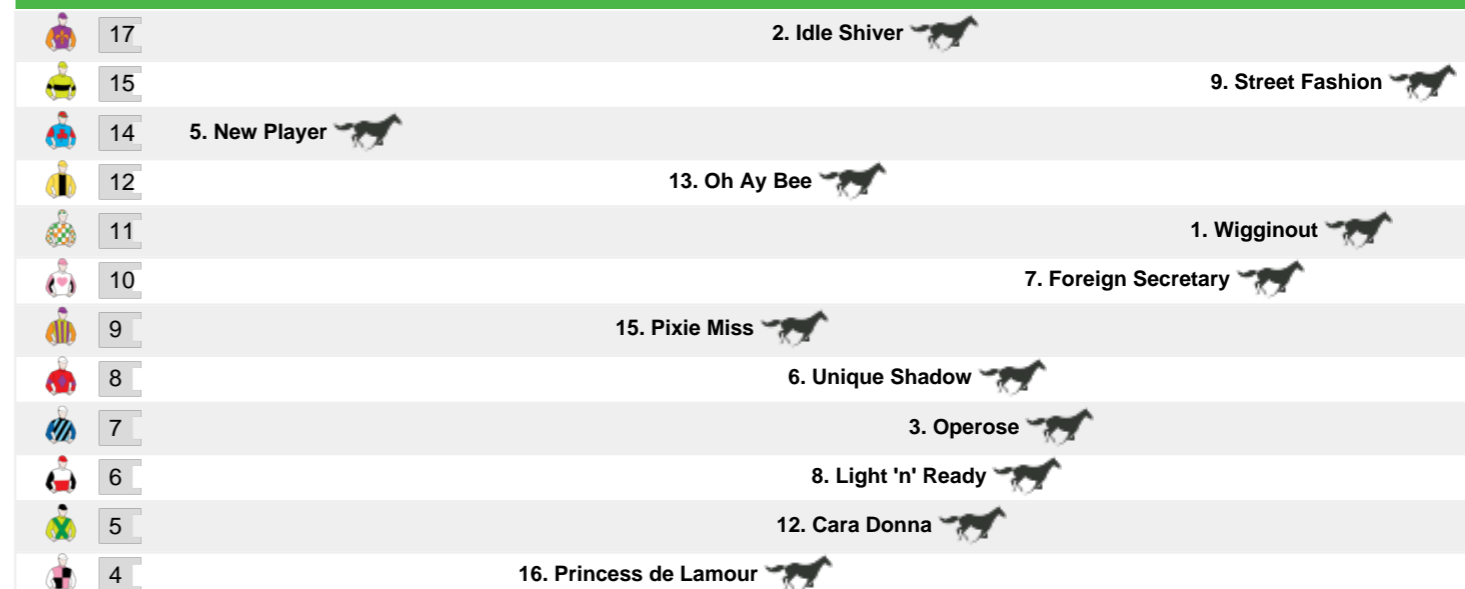 17 2. Idle Shiver
15 9. Street Fashion
14 5. New Player
12 13. Oh Ay Bee
11 1. Wigginout
10 7. Foreign Secretary
9 15. Pixie Miss
8 6. Unique Shadow
7 3. Operose
6 8. Light 'n' Ready
5 12. Cara Donna
4 16. Princess de Lamour